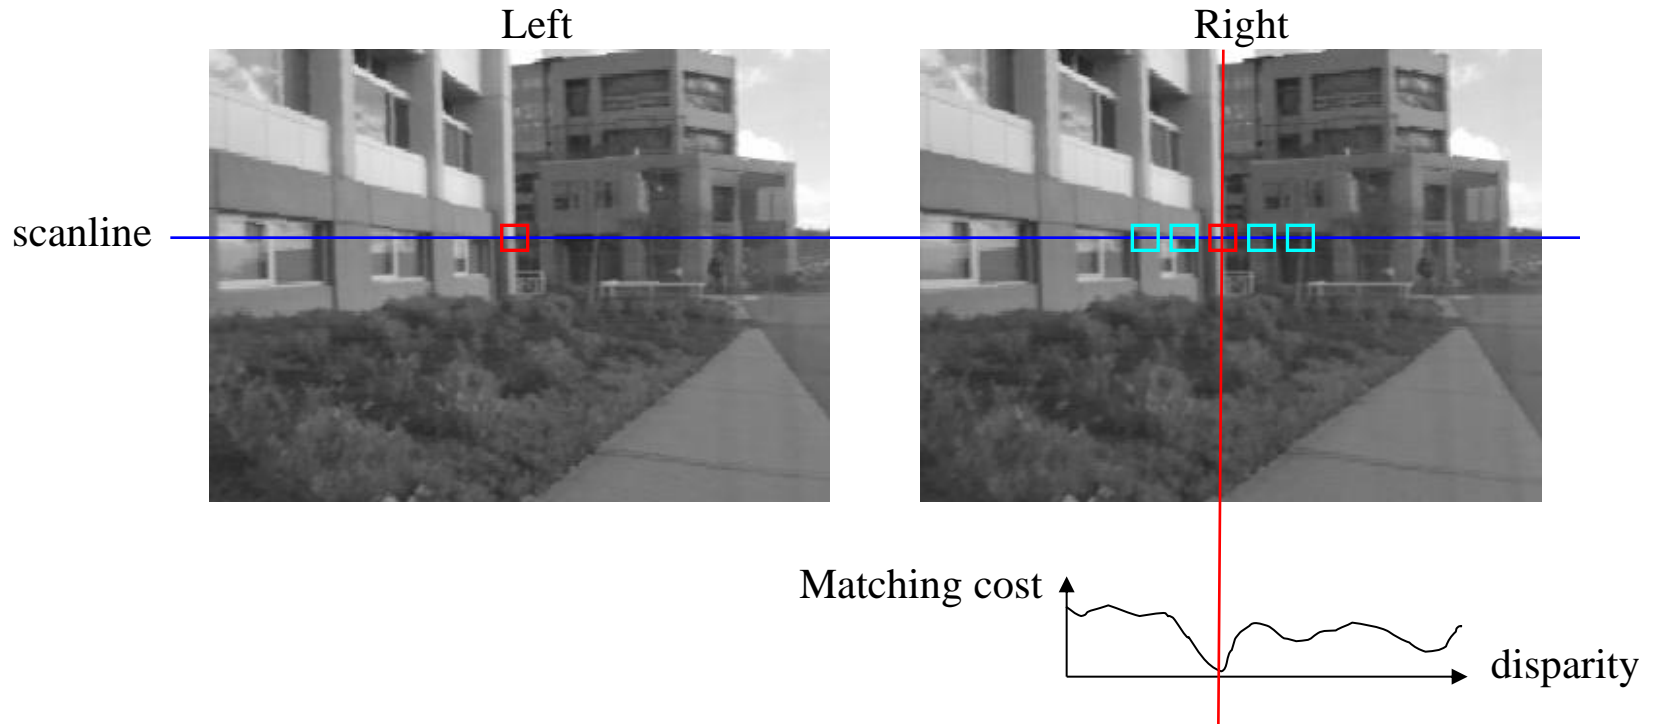 Left
Right
scanline
Matching cost
disparity